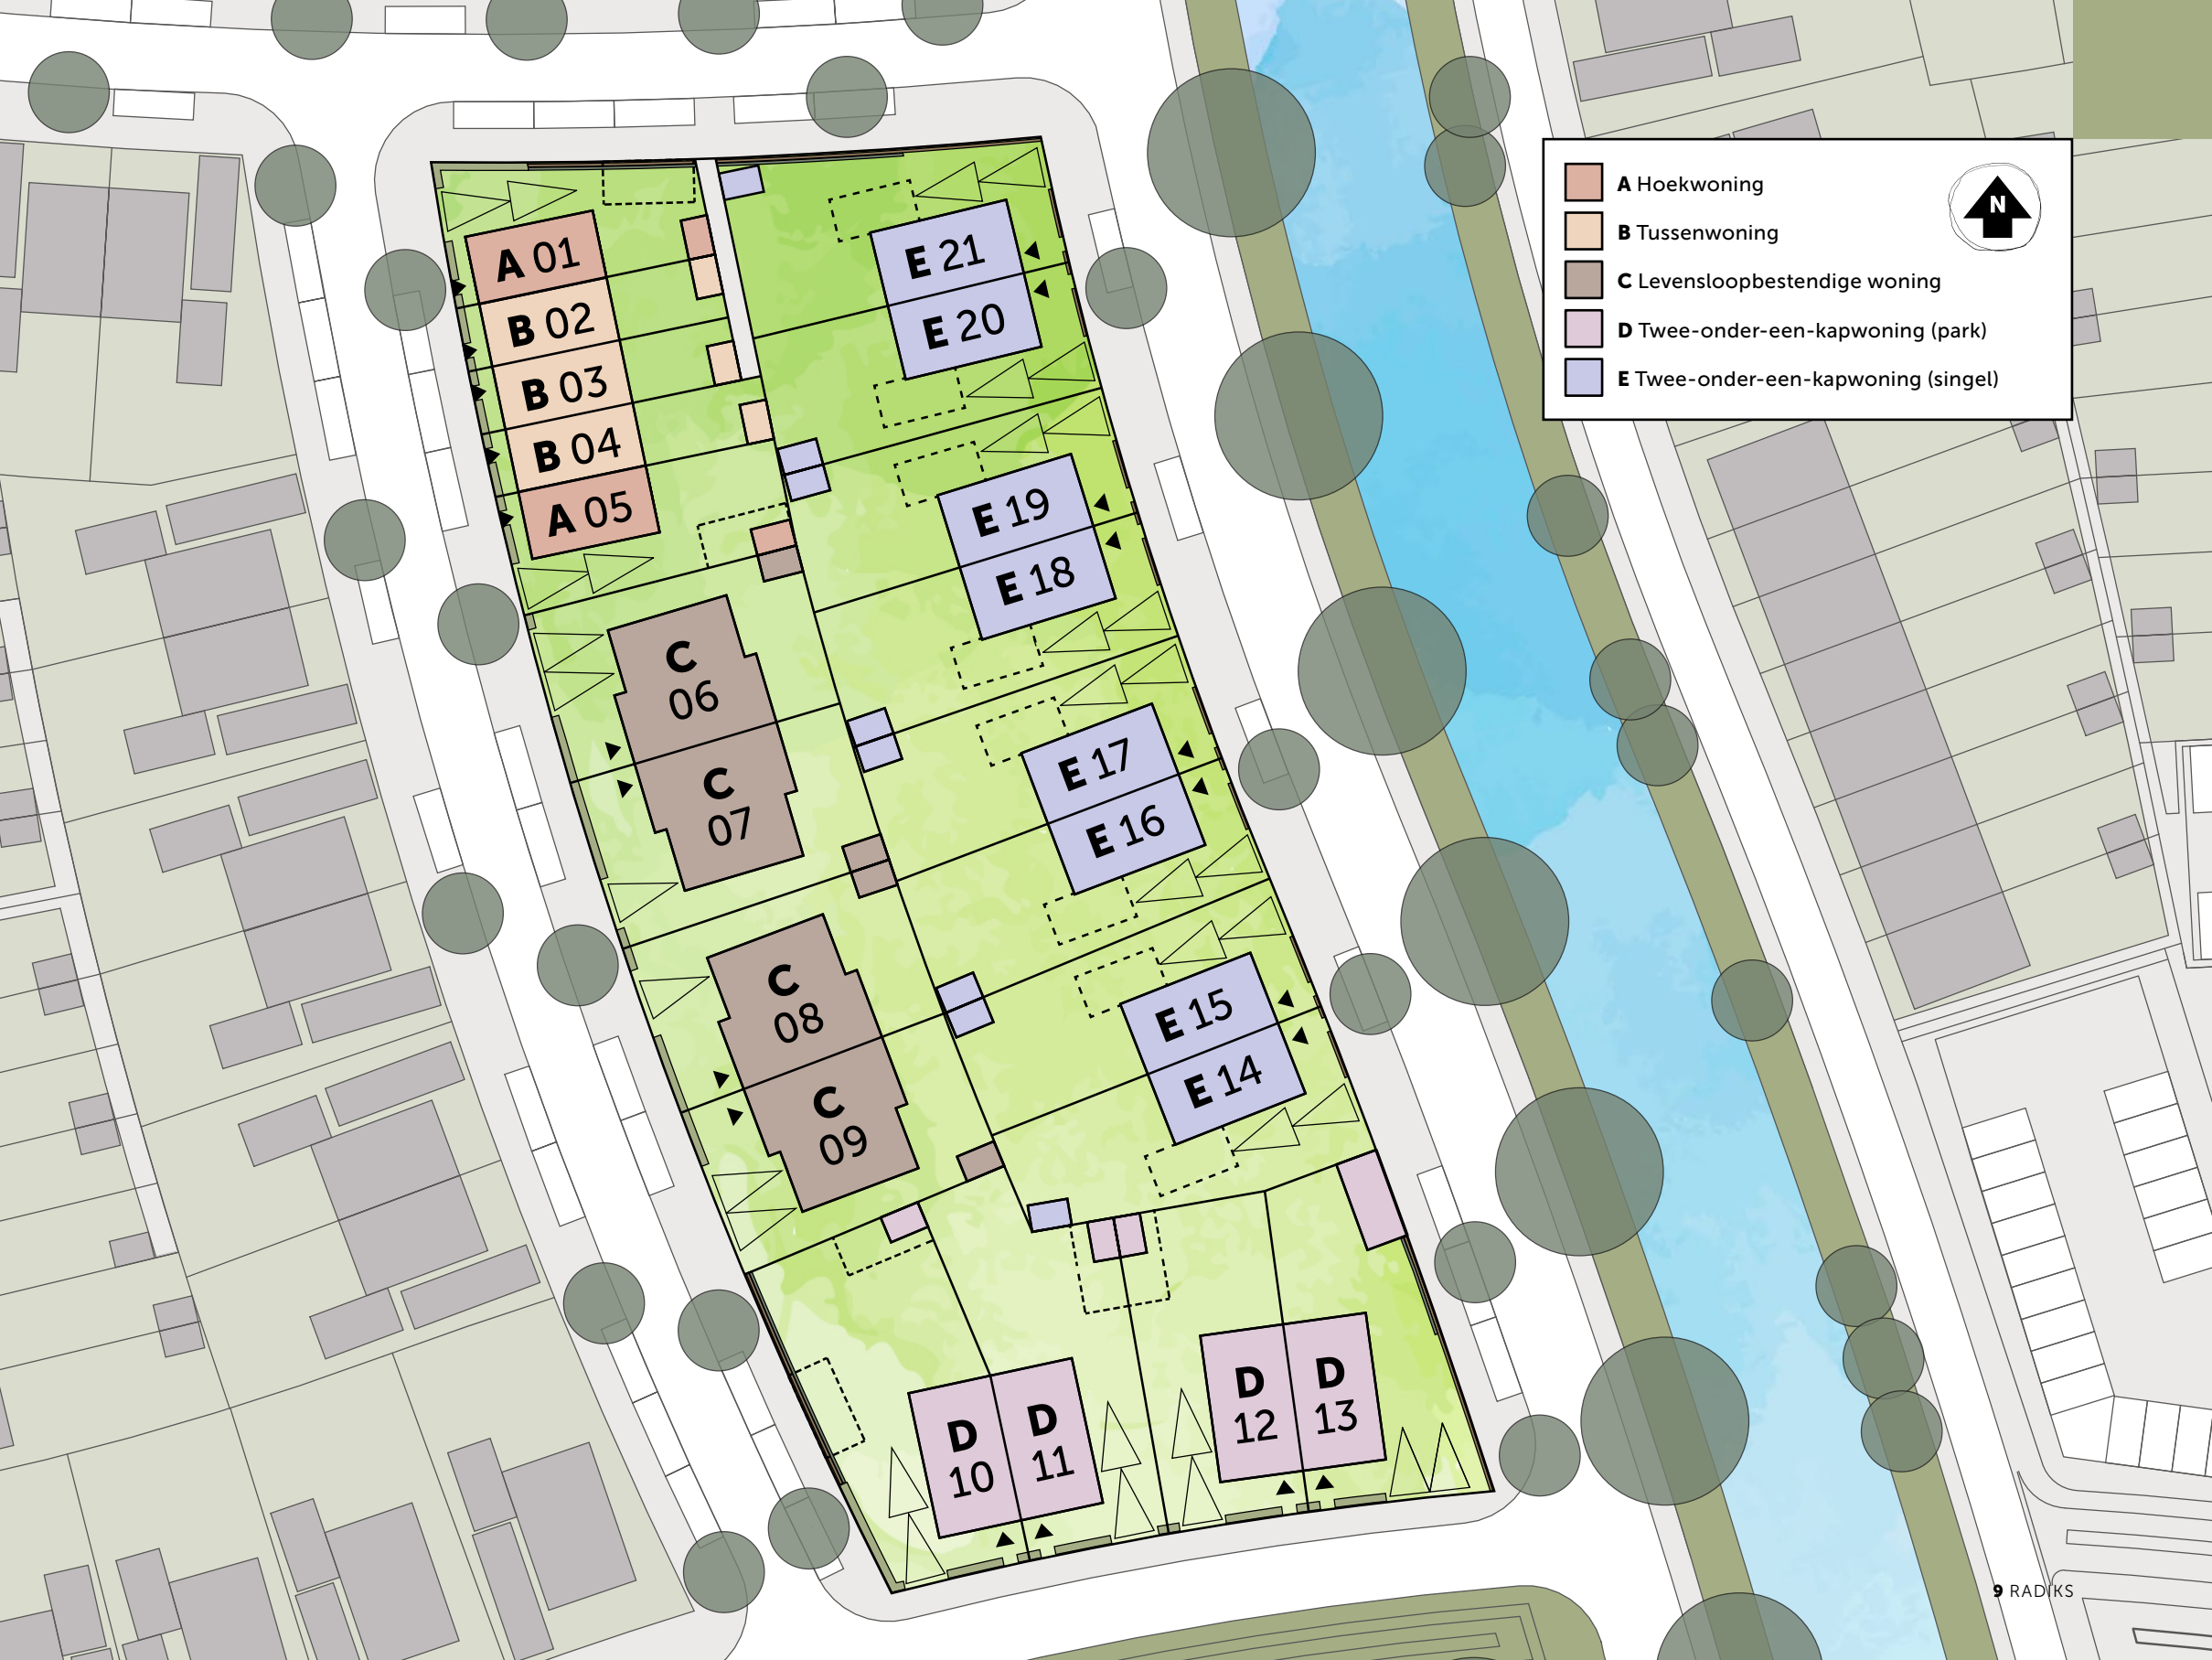 A 01
B 02
B 03
B 04
A 05
C
06
C
07
C
08
C
09
D
10
D
11
D
12
D
13
E 21
E 20
E 19
E 18
E 17
E 16
E 15
E 14
A Hoekwoning
B Tussenwoning
C Levensloopbestendige woning
D Twee-onder-een-kapwoning (park)
E Twee-onder-een-kapwoning (singel)
N
9 RADIKS